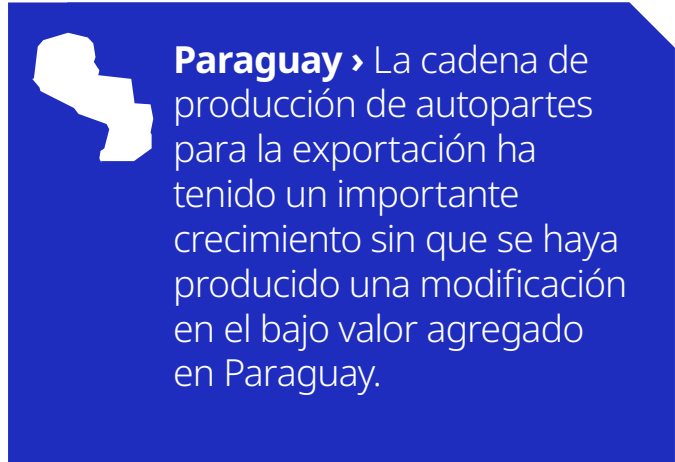 Paraguay › La cadena de
producción de autopartes
para la exportación ha
tenido un importante
crecimiento sin que se haya
producido una modificación
en el bajo valor agregado
en Paraguay.